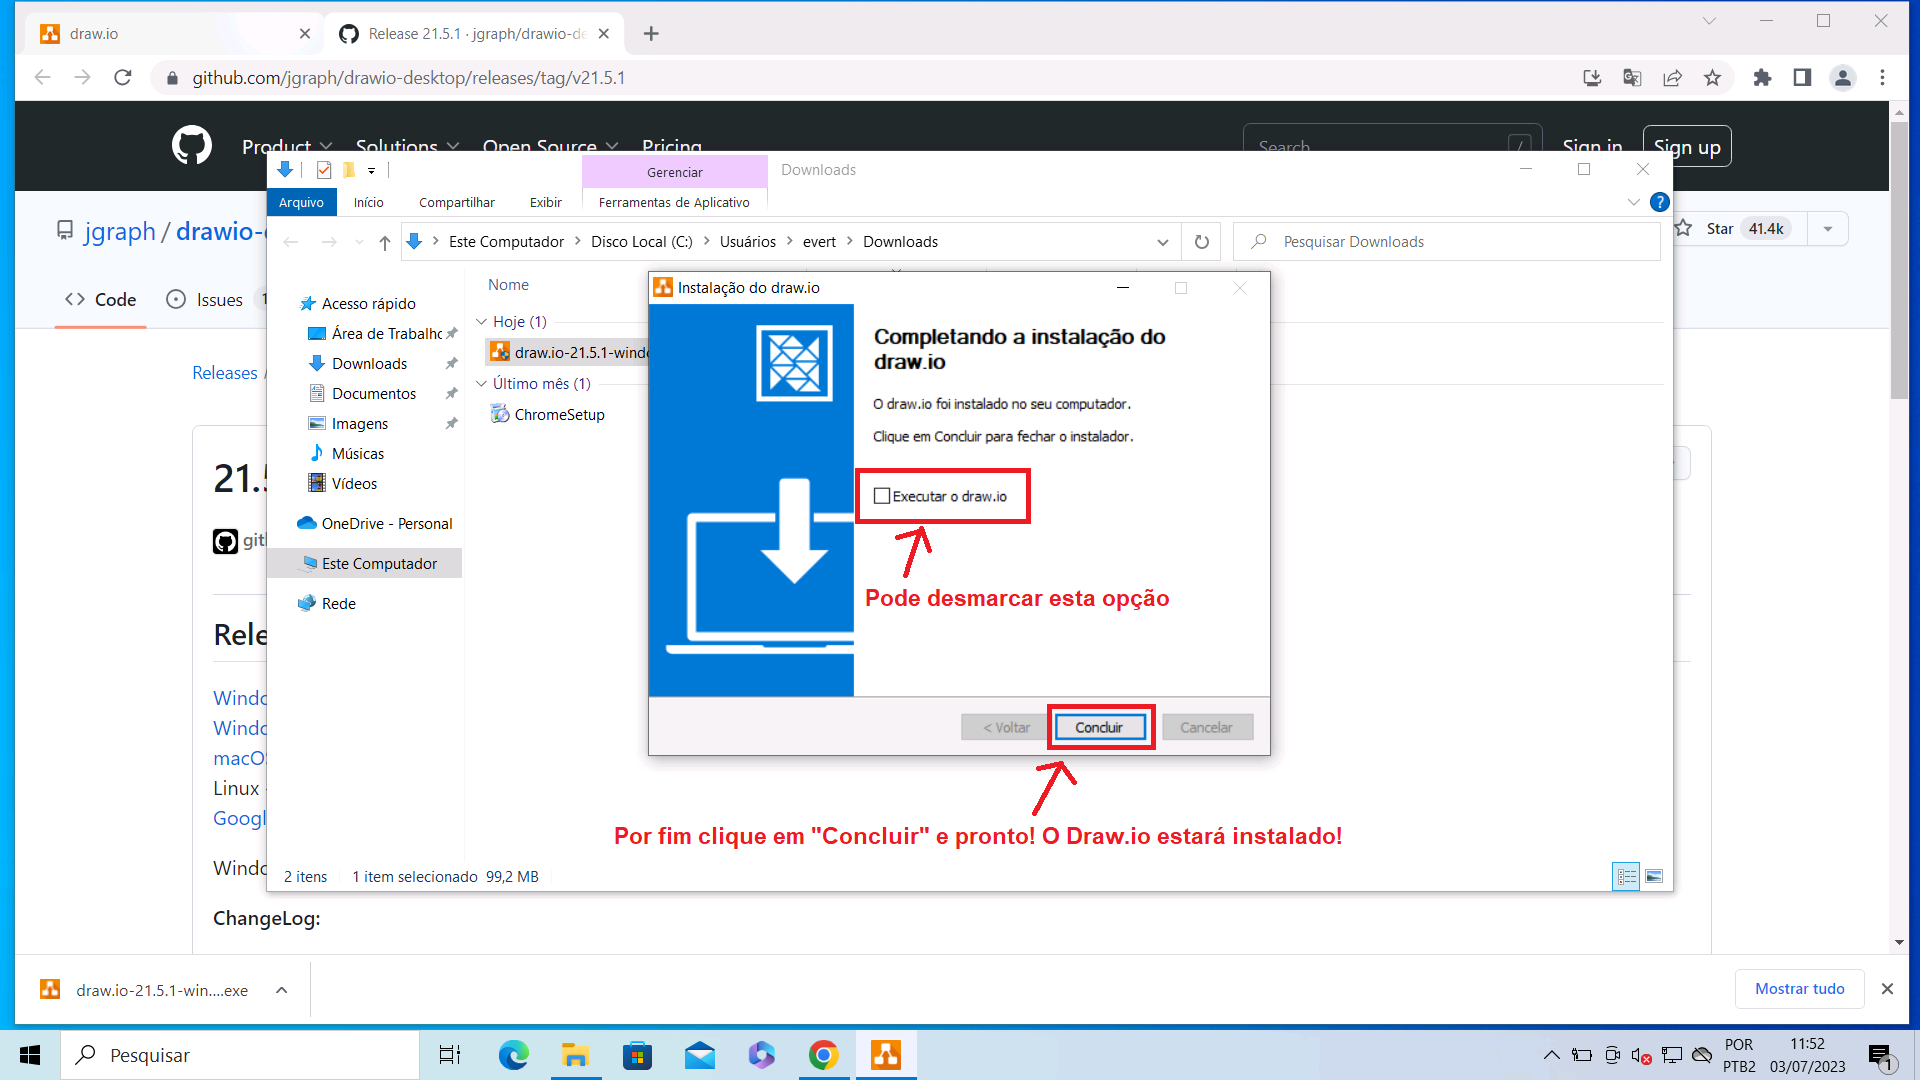 draw.io
Release 21.5.1 · jgraph/drawio-de
github.com/jgraph/drawio-desktop/releases/tag/v21.5.1
Product
Solutions
Open Source
Pricing
Search
/
Sign in
Sign up
jgraph / drawio-
Star 41.4k
Code
Issues 1
Releases /
21.5
gith
Rele
Windo
Windo
macOS
Linux -
Googl
Windo
ChangeLog:
Gerenciar
Downloads
Arquivo
Início
Compartilhar
Exibir
Ferramentas de Aplicativo
?
Este Computador > Disco Local (C:) > Usuários > evert > Downloads
Pesquisar Downloads
Acesso rápido
Área de Trabalho
Downloads
Documentos
Imagens
Músicas
Vídeos
OneDrive - Personal
Este Computador
Rede
Nome
Hoje (1)
draw.io-21.5.1-windo
Último mês (1)
ChromeSetup
Instalação do draw.io
Completando a instalação do
draw.io
O draw.io foi instalado no seu computador.
Clique em Concluir para fechar o instalador.
Executar o draw.io
Pode desmarcar esta opção
< Voltar
Concluir
Cancelar
Por fim clique em "Concluir" e pronto! O Draw.io estará instalado!
2 itens
1 item selecionado 99,2 MB
draw.io-21.5.1-win....exe
Mostrar tudo
Pesquisar
POR
PTB2
11:52
03/07/2023
1